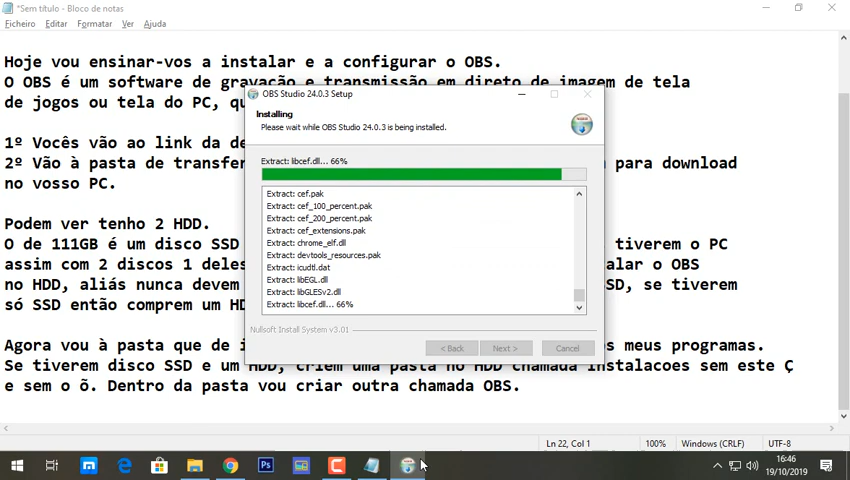 *Sem título - Bloco de notas
Ficheiro Editar Formatar Ver Ajuda
Hoje vou ensinar-vos a instalar e a configurar o OBS.
O OBS é um software de gravação e transmissão em direto de imagem de tela
de jogos ou tela do PC, qu
1º Vocês vão ao link da de
2º Vão à pasta de transfer para download
no vosso PC.
Podem ver tenho 2 HDD.
O de 111GB é um disco SSD tiverem o PC
assim com 2 discos 1 deles alar o OBS
no HDD, aliás nunca devem SD, se tiverem
só SSD então comprem um HD
Agora vou à pasta que de i s meus programas.
Se tiverem disco SSD e um HDD, criem uma pasta no HDD chamada instalacoes sem este Ç
e sem o õ. Dentro da pasta vou criar outra chamada OBS.
OBS Studio 24.0.3 Setup
Installing
Please wait while OBS Studio 24.0.3 is being installed.
Extract: libcef.dll... 66%
Extract: cef.pak
Extract: cef_100_percent.pak
Extract: cef_200_percent.pak
Extract: cef_extensions.pak
Extract: chrome_elf.dll
Extract: devtools_resources.pak
Extract: icudtl.dat
Extract: libEGL.dll
Extract: libGLESv2.dll
Extract: libcef.dll... 66%
Nullsoft Install System v3.01
< Back Next > Cancel
Ln 22, Col 1 100% Windows (CRLF) UTF-8
Ps
16:46
19/10/2019